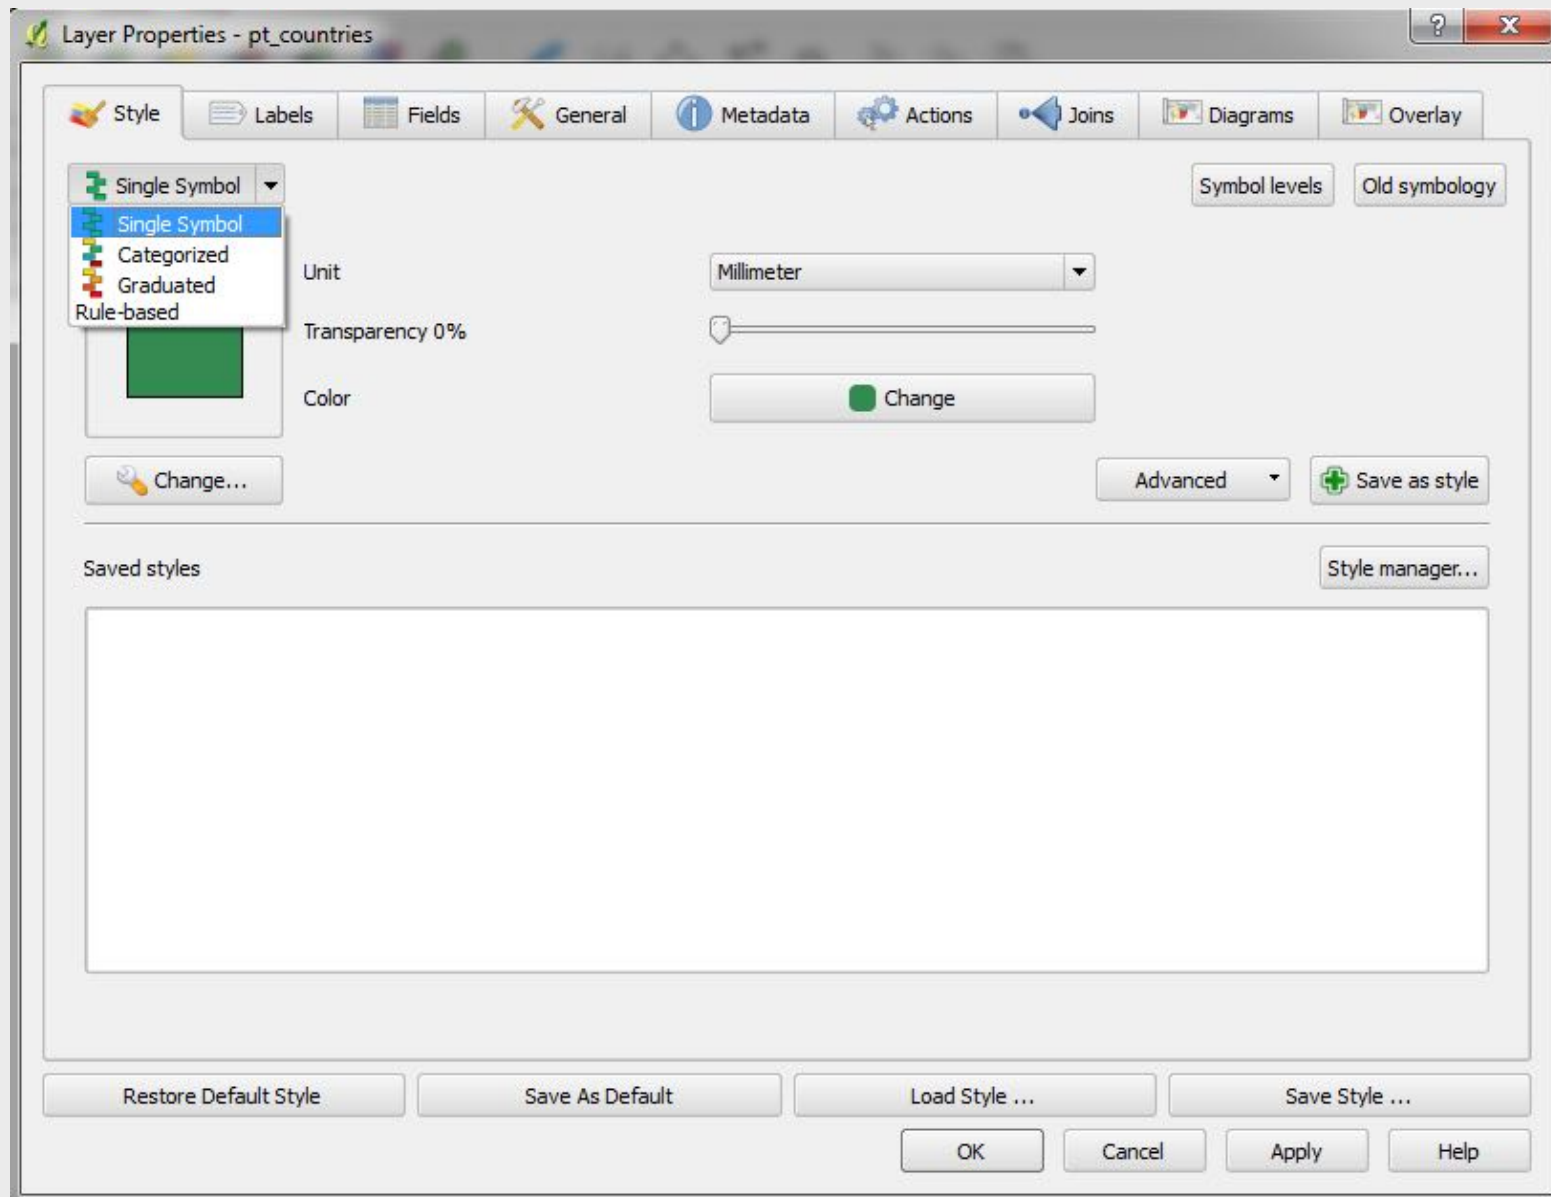 Layer Properties - pt_countries
?
X
Style Labels Fields General Metadata Actions Joins Diagrams Overlay
Single Symbol Symbol levels Old symbology
Single Symbol
Categorized
Graduated
Rule-based
Unit Millimeter
Transparency 0%
Color Change
Change... Advanced Save as style
Saved styles Style manager...
Restore Default Style Save As Default Load Style ... Save Style ...
OK Cancel Apply Help